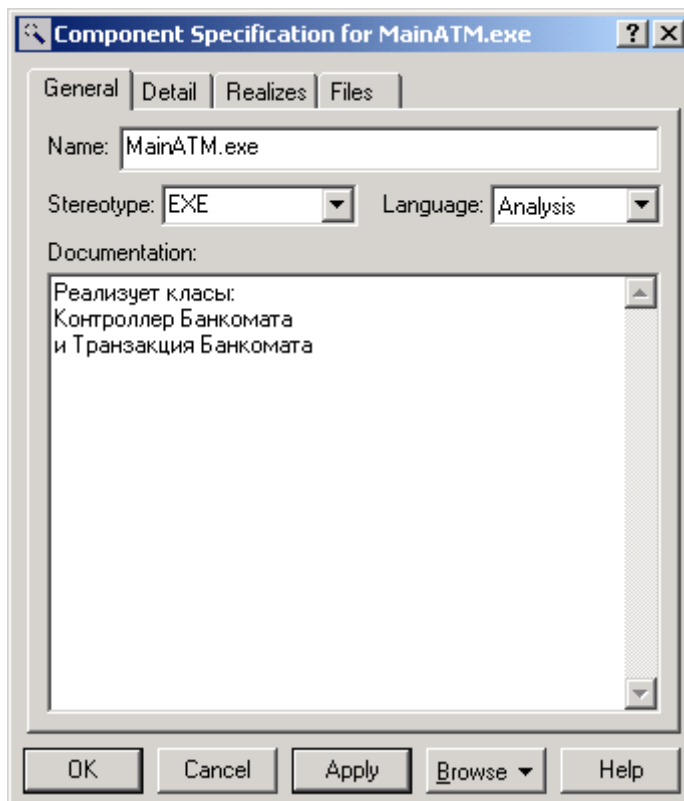 Component Specification for MainATM.exe
General Detail Realizes Files
Name: MainATM.exe
Stereotype: EXE Language: Analysis
Documentation:
Реализует класы:
Контроллер Банкомата
и Транзакция Банкомата
OK Cancel Apply Browse Help